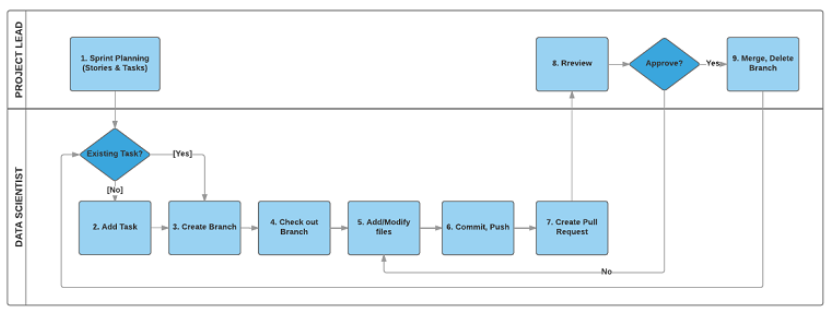 PROJECT LEAD
1. Sprint Planning
(Stories & Tasks)
8. Rreview
Approve?
Yes
9. Merge, Delete
Branch
DATA SCIENTIST
Existing Task?
[Yes]
[No]
2. Add Task
3. Create Branch
4. Check out
Branch
5. Add/Modify
files
6. Commit, Push
7. Create Pull
Request
No